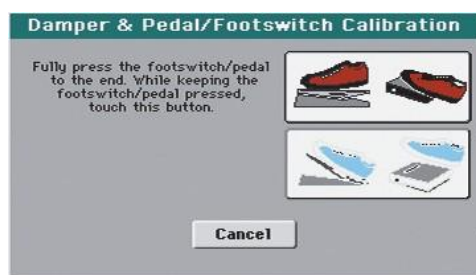 Damper & Pedal/Footswitch Calibration
Fully press the footswitch/pedal
to the end. While keeping the
footswitch/pedal pressed,
touch this button.
Cancel